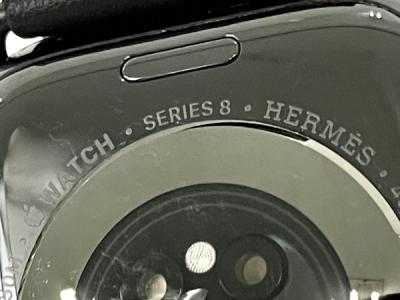 WATCH • SERIES 8 • HERMÈS •